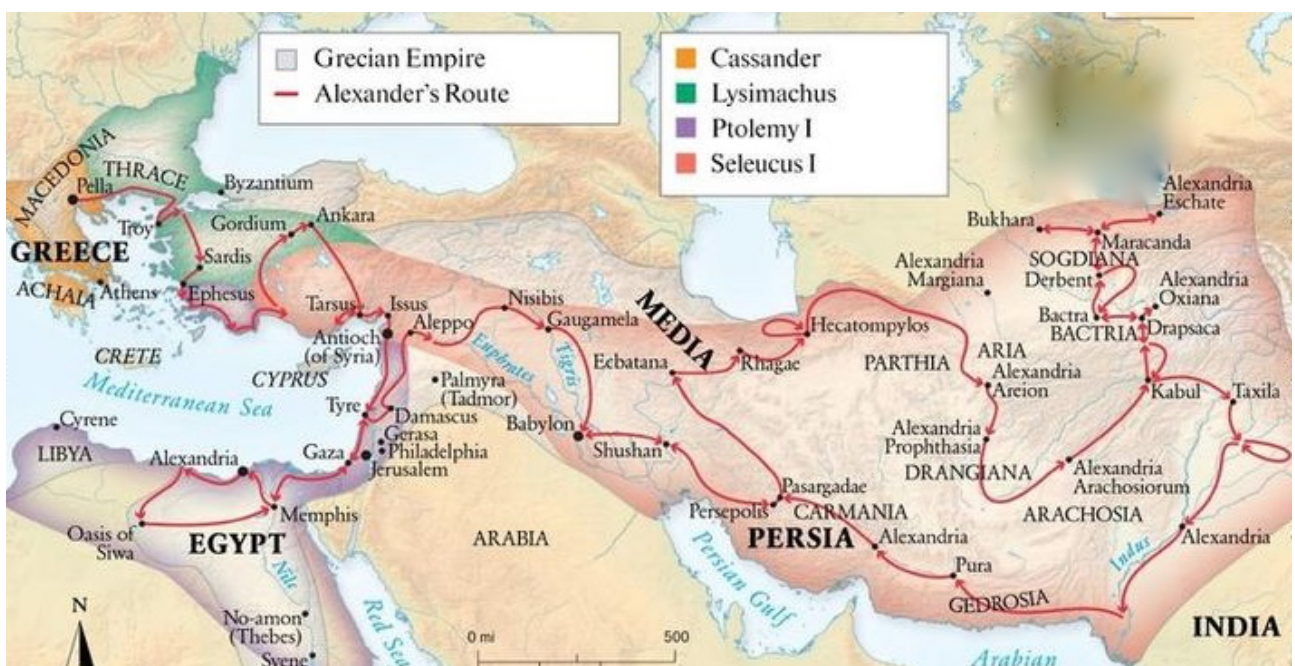 Grecian Empire
Alexander's Route
Cassander
Lysimachus
Ptolemy I
Seleucus I
MACEDONIA
Pella
THRACE
Byzantium
Troy
Gordium
Ankara
GREECE
Sardis
ACHAIA
Athens
Ephesus
CRETE
Mediterranean Sea
Tarsus
Issus
Antioch
(of Syria)
Aleppo
CYPRUS
Nisibis
Gaugamela
Euphrates
Tigris
Palmyra
(Tadmor)
Tyre
Damascus
Gerasa
Philadelphia
Jerusalem
Gaza
Cyrene
LIBYA
Alexandria
Oasis of
Siwa
Memphis
EGYPT
Nile
No-amon
(Thebes)
Syene
Red Sea
N
ARABIA
0 mi
500
MEDIA
Ecbatana
Rhagae
Hecatompylos
Babylon
Shushan
Pasargadae
Persepolis
CARMANIA
PERSIA
Persian Gulf
Alexandria
Pura
GEDROSIA
Arabian
PARTHIA
ARIA
Alexandria
Areion
Alexandria
Margiana
Alexandria
Prophthasia
DRANGIANA
Alexandria
Arachosiorum
ARACHOSIA
Bukhara
Maracanda
Alexandria
Eschate
SOGDIANA
Derbent
Alexandria
Oxiana
Bactra
BACTRIA
Drapsaca
Kabul
Taxila
Indus
Alexandria
INDIA